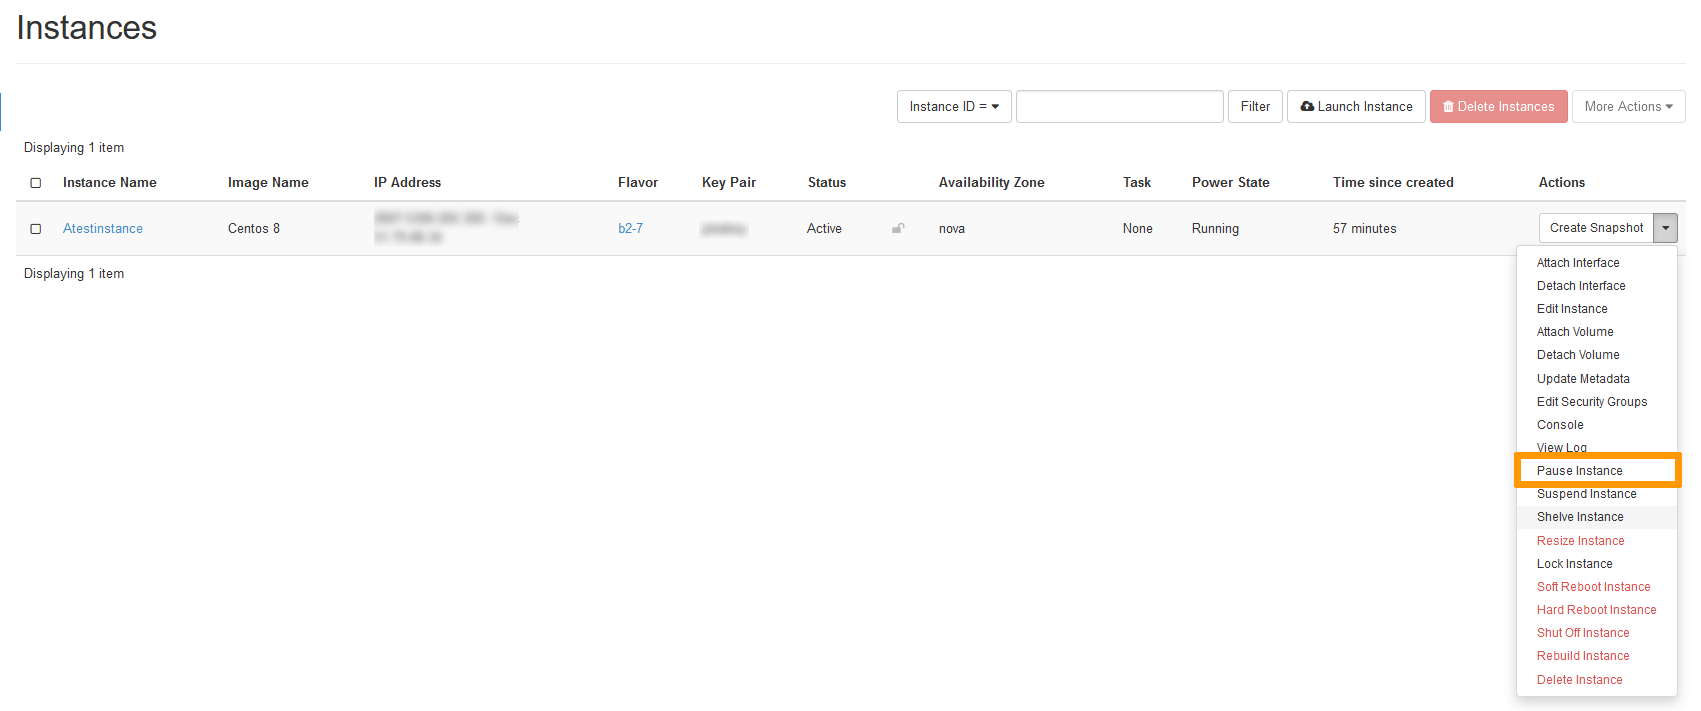 Instances
Instance ID =
Filter
Launch Instance
Delete Instances
More Actions
Displaying 1 item
Instance Name Image Name IP Address Flavor Key Pair Status Availability Zone Task Power State Time since created Actions
Atestinstance Centos 8 b2-7 Active nova None Running 57 minutes Create Snapshot
Displaying 1 item
Attach Interface
Detach Interface
Edit Instance
Attach Volume
Detach Volume
Update Metadata
Edit Security Groups
Console
View Log
Pause Instance
Suspend Instance
Shelve Instance
Resize Instance
Lock Instance
Soft Reboot Instance
Hard Reboot Instance
Shut Off Instance
Rebuild Instance
Delete Instance